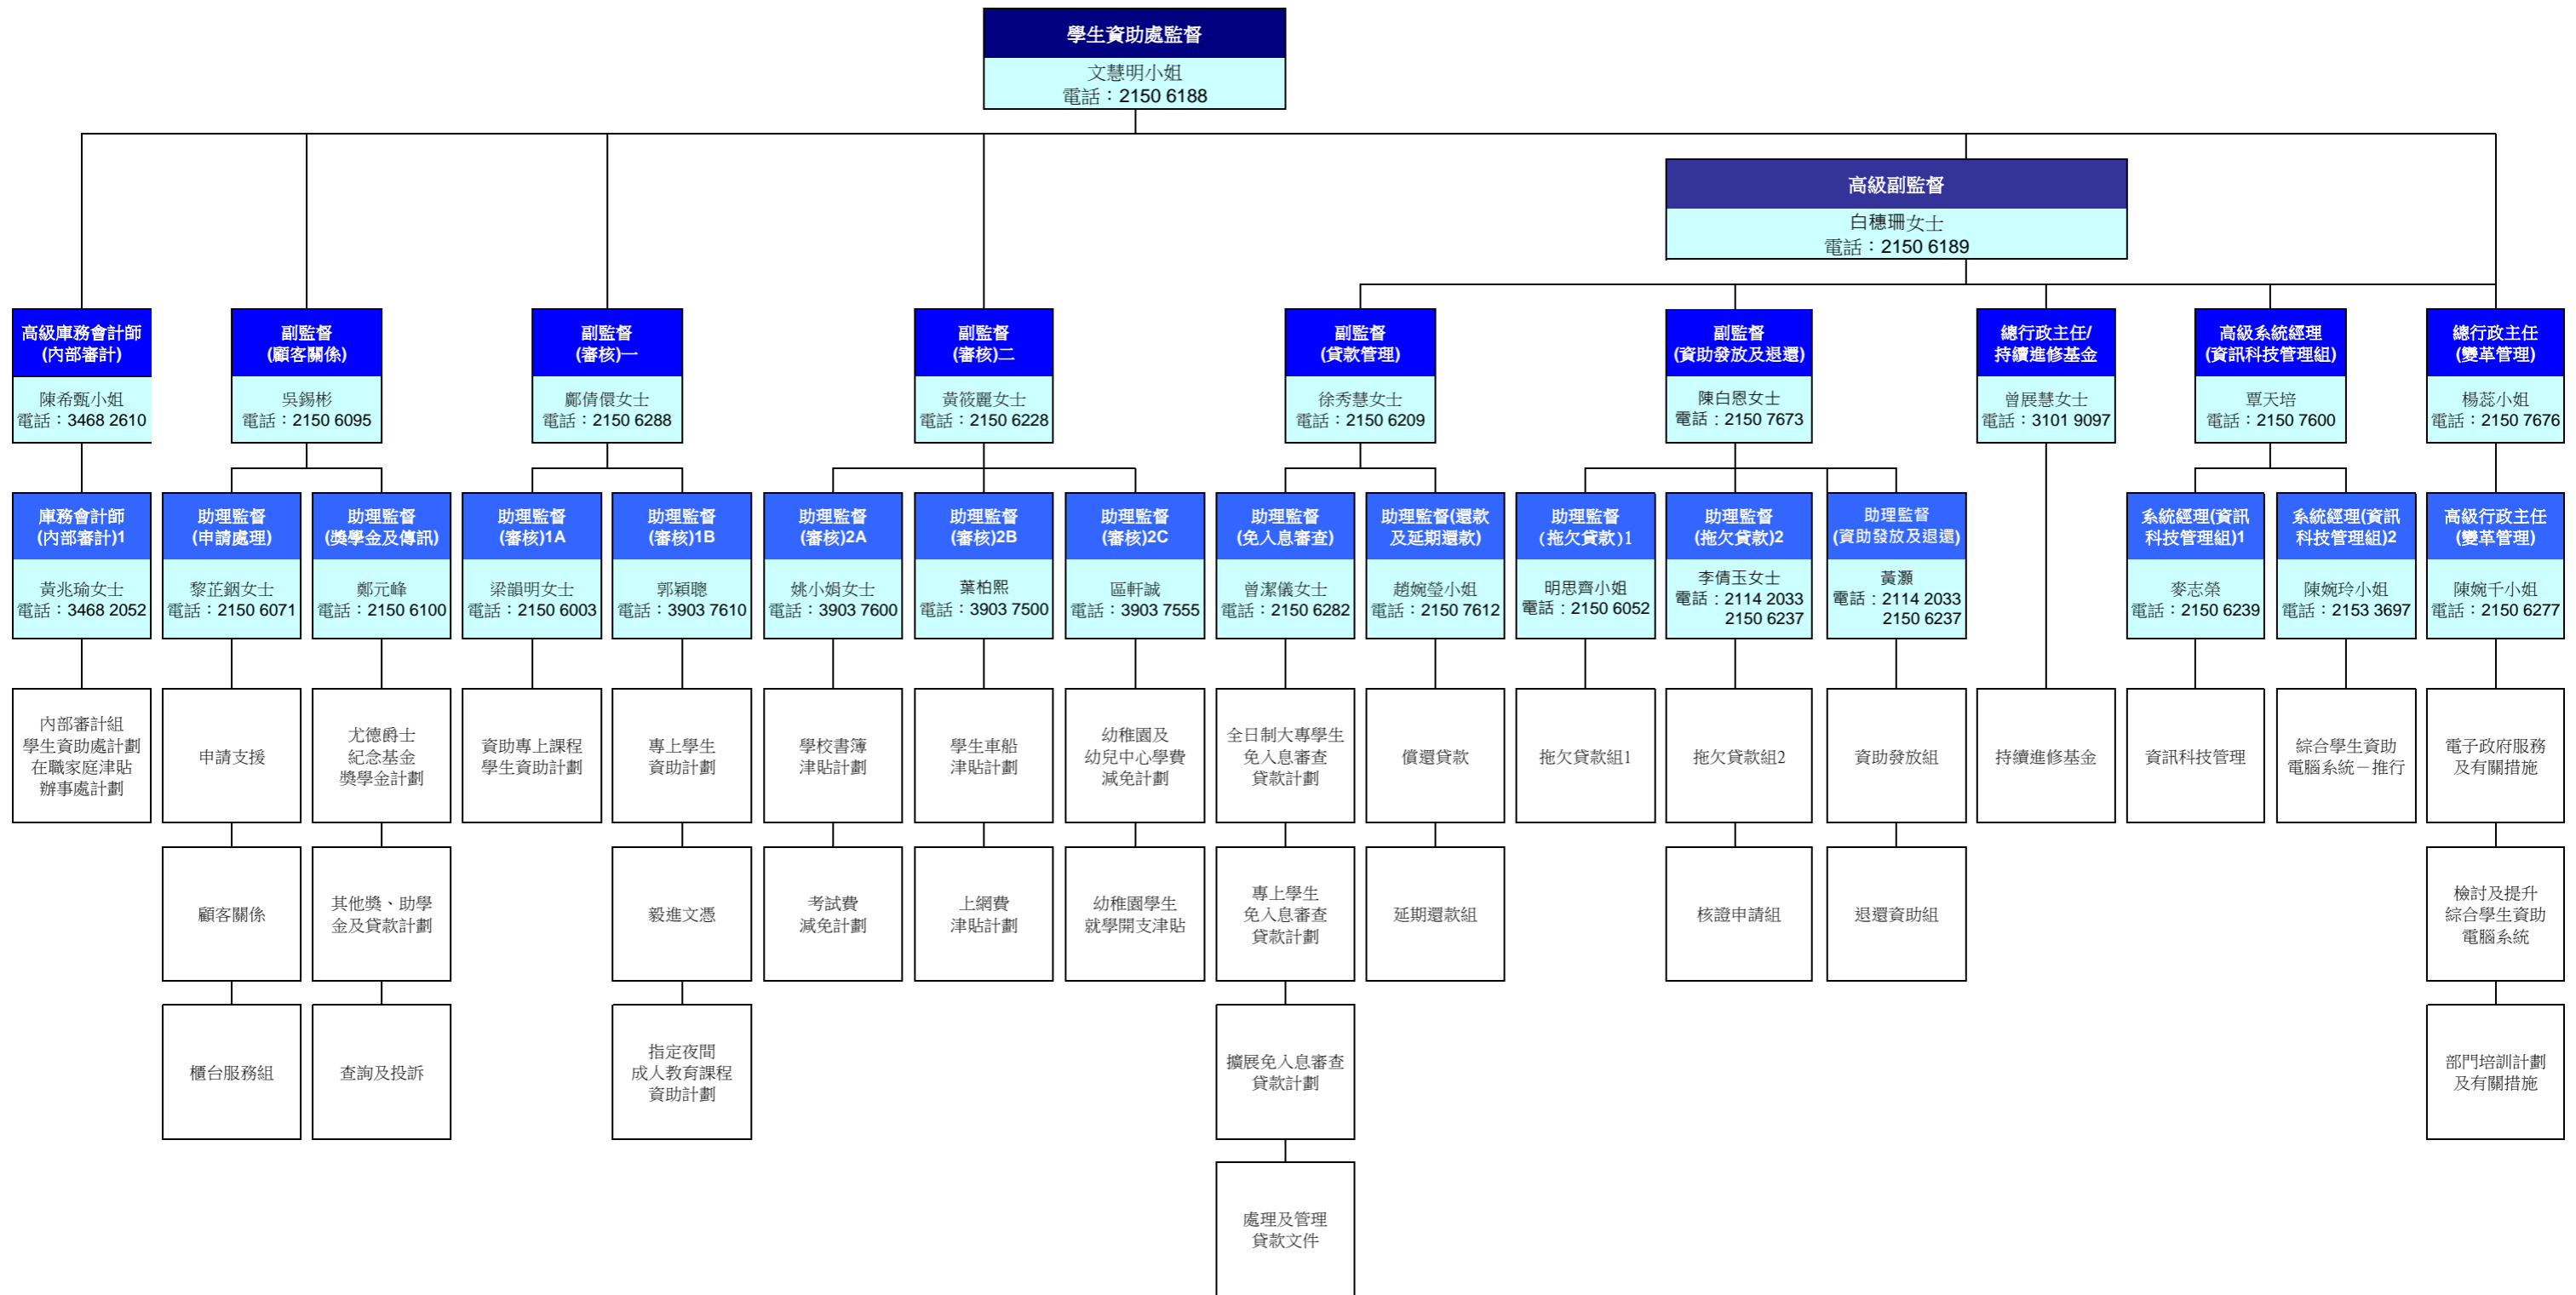 學生資助處監督
文慧明小姐
電話：2150 6188
高級副監督
白穗珊女士
電話：2150 6189
高級庫務會計師
(內部審計)
陳希甄小姐
電話：3468 2610
副監督
(顧客關係)
吳錫彬
電話：2150 6095
副監督
(審核)一
鄺倩儇女士
電話：2150 6288
副監督
(審核)二
黃筱麗女士
電話：2150 6228
副監督
(貸款管理)
徐秀慧女士
電話：2150 6209
副監督
(資助發放及退還)
陳白恩女士
電話：2150 7673
總行政主任/
持續進修基金
曾展慧女士
電話：3101 9097
高級系統經理
(資訊科技管理組)
覃天培
電話：2150 7600
總行政主任
(變革管理)
楊蕊小姐
電話：2150 7676
庫務會計師
(內部審計)1
黃兆瑜女士
電話：3468 2052
助理監督
(申請處理)
黎芷錮女士
電話：2150 6071
助理監督
(獎學金及傳訊)
鄭元峰
電話：2150 6100
助理監督
(審核)1A
梁韻明女士
電話：2150 6003
助理監督
(審核)1B
郭穎聰
電話：3903 7610
助理監督
(審核)2A
姚小娟女士
電話：3903 7600
助理監督
(審核)2B
葉柏熙
電話：3903 7500
助理監督
(審核)2C
區軒誠
電話：3903 7555
助理監督
(免入息審查)
曾潔儀女士
電話：2150 6282
助理監督(還款
及延期還款)
趙婉瑩小姐
電話：2150 7612
助理監督
(拖欠貸款)1
明思齊小姐
電話：2150 6052
助理監督
(拖欠貸款)2
李倩玉女士
電話：2114 2033
2150 6237
助理監督
(資助發放及退還)
黃灝
電話：2114 2033
2150 6237
系統經理(資訊
科技管理組)1
麥志榮
電話：2150 6239
系統經理(資訊
科技管理組)2
陳婉玲小姐
電話：2153 3697
高級行政主任
(變革管理)
陳婉千小姐
電話：2150 6277
內部審計組
學生資助處計劃
在職家庭津貼
辦事處計劃
申請支援
尤德爵士
紀念基金
獎學金計劃
資助專上課程
學生資助計劃
專上學生
資助計劃
學校書簿
津貼計劃
學生車船
津貼計劃
幼稚園及
幼兒中心學費
減免計劃
全日制大專學生
免入息審查
貸款計劃
償還貸款
拖欠貸款組1
拖欠貸款組2
資助發放組
持續進修基金
資訊科技管理
綜合學生資助
電腦系統－推行
電子政府服務
及有關措施
顧客關係
其他獎、助學
金及貸款計劃
毅進文憑
考試費
減免計劃
上網費
津貼計劃
幼稚園學生
就學開支津貼
專上學生
免入息審查
貸款計劃
延期還款組
核證申請組
退還資助組
檢討及提升
綜合學生資助
電腦系統
櫃台服務組
查詢及投訴
指定夜間
成人教育課程
資助計劃
擴展免入息審查
貸款計劃
部門培訓計劃
及有關措施
處理及管理
貸款文件